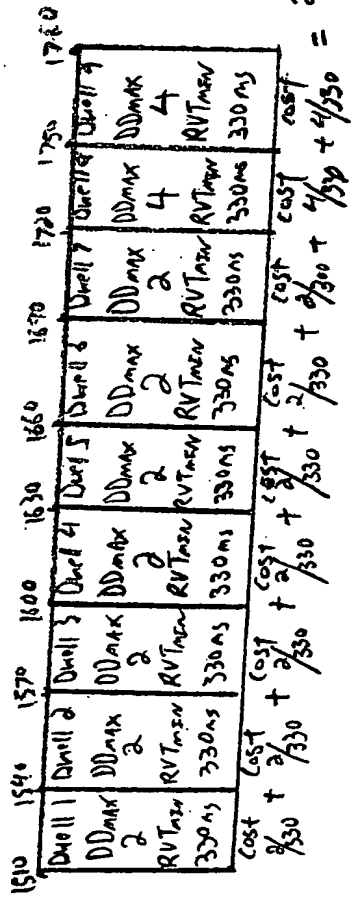 1510 1540 1570 1600 1630 1660 1690 1720 1750 1780
Dwell 1 Dwell 2 Dwell 3 Dwell 4 Dwell 5 Dwell 6 Dwell 7 Dwell 8 Dwell 9
DDMAX DDMAX DDMAX DDMAX DDMAX DDMAX DDMAX DDMAX DDMAX
2 2 2 2 2 2 2 4 4
RVTMIN RVTMIN RVTMIN RVTMIN RVTMIN RVTMIN RVTMIN RVTMIN RVTMIN
330ms 330ms 330ms 330ms 330ms 330ms 330ms 330ms 330ms
Cost Cost Cost Cost Cost Cost Cost Cost Cost
2/330 + 2/330 + 2/330 + 2/330 + 2/330 + 2/330 + 2/300 + 4/330 + 4/330 =